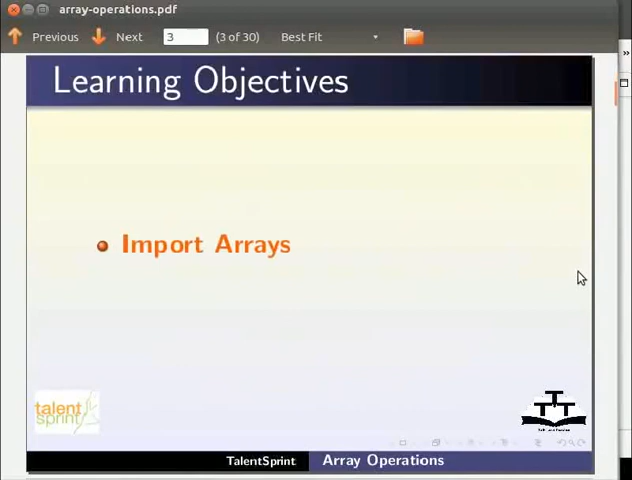 array-operations.pdf
Previous Next 3 (3 of 30) Best Fit
Learning Objectives
Import Arrays
talent
sprint
TTT
TalentSprint Array Operations